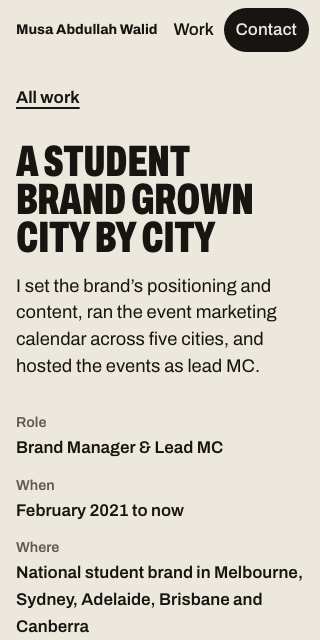 Musa Abdullah Walid Work Contact
All work
A STUDENT
BRAND GROWN
CITY BY CITY
I set the brand’s positioning and
content, ran the event marketing
calendar across five cities, and
hosted the events as lead MC.
Role
Brand Manager & Lead MC
When
February 2021 to now
Where
National student brand in Melbourne,
Sydney, Adelaide, Brisbane and
Canberra